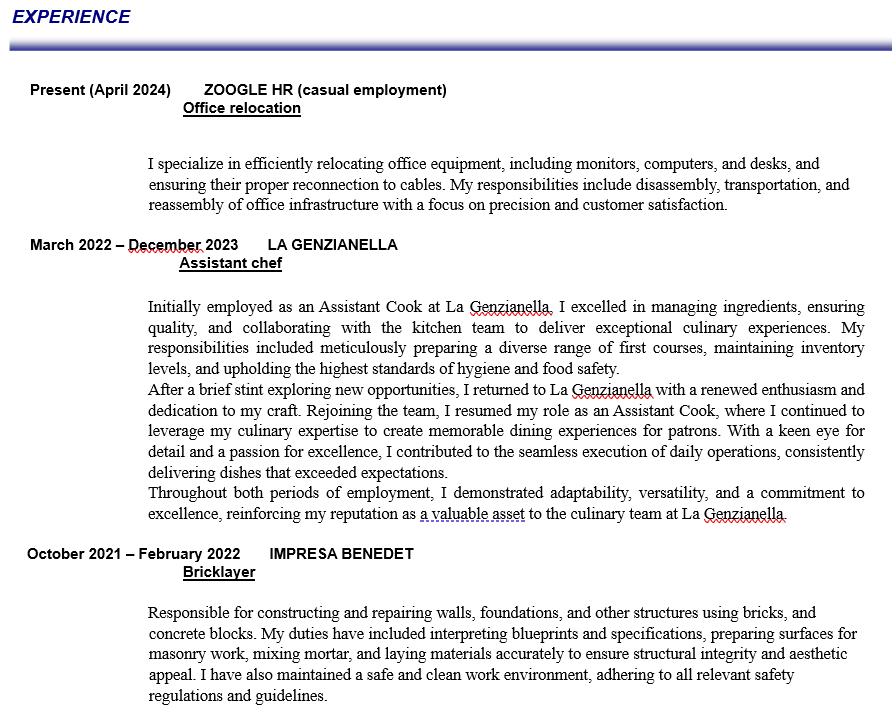 EXPERIENCE
Present (April 2024) ZOOGLE HR (casual employment)
Office relocation
I specialize in efficiently relocating office equipment, including monitors, computers, and desks, and
ensuring their proper reconnection to cables. My responsibilities include disassembly, transportation, and
reassembly of office infrastructure with a focus on precision and customer satisfaction.
March 2022 – December 2023 LA GENZIANELLA
Assistant chef
Initially employed as an Assistant Cook at La Genzianella, I excelled in managing ingredients, ensuring
quality, and collaborating with the kitchen team to deliver exceptional culinary experiences. My
responsibilities included meticulously preparing a diverse range of first courses, maintaining inventory
levels, and upholding the highest standards of hygiene and food safety.
After a brief stint exploring new opportunities, I returned to La Genzianella with a renewed enthusiasm and
dedication to my craft. Rejoining the team, I resumed my role as an Assistant Cook, where I continued to
leverage my culinary expertise to create memorable dining experiences for patrons. With a keen eye for
detail and a passion for excellence, I contributed to the seamless execution of daily operations, consistently
delivering dishes that exceeded expectations.
Throughout both periods of employment, I demonstrated adaptability, versatility, and a commitment to
excellence, reinforcing my reputation as a valuable asset to the culinary team at La Genzianella.
October 2021 – February 2022 IMPRESA BENEDET
Bricklayer
Responsible for constructing and repairing walls, foundations, and other structures using bricks, and
concrete blocks. My duties have included interpreting blueprints and specifications, preparing surfaces for
masonry work, mixing mortar, and laying materials accurately to ensure structural integrity and aesthetic
appeal. I have also maintained a safe and clean work environment, adhering to all relevant safety
regulations and guidelines.